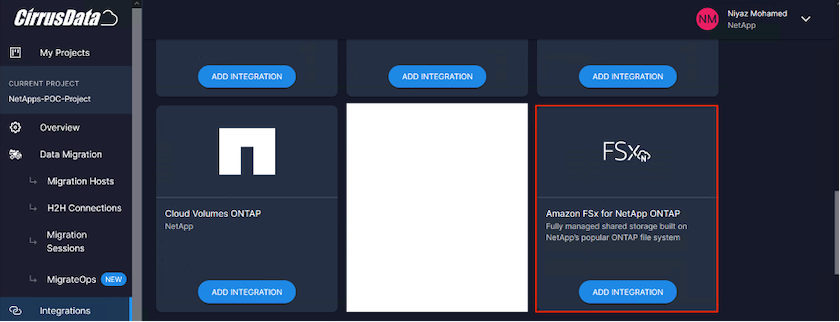 CirrusData
NM
Niyaz Mohamed
NetApp
My Projects
CURRENT PROJECT
NetApps-POC-Project
Overview
Data Migration
Migration Hosts
H2H Connections
Migration
Sessions
MigrateOps NEW
Integrations
ADD INTEGRATION
ADD INTEGRATION
ADD INTEGRATION
Cloud Volumes ONTAP
NetApp
ADD INTEGRATION
FSxN
Amazon FSx for NetApp ONTAP
Fully managed shared storage built on
NetApp's popular ONTAP file system
ADD INTEGRATION